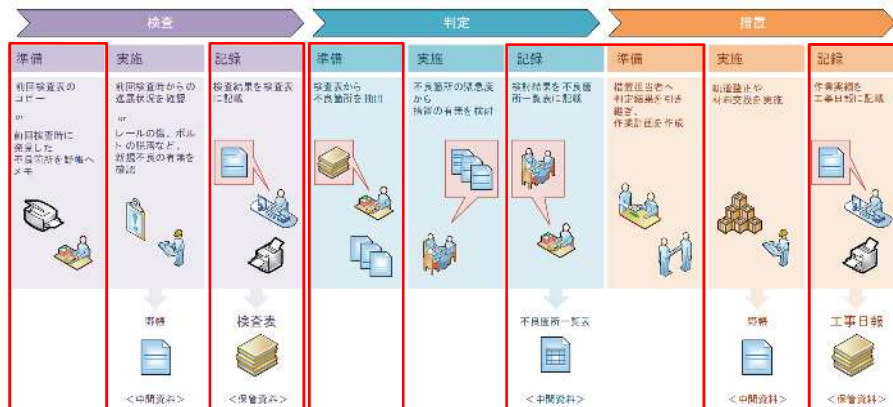 検査
判定
措置
準備
前回検査表の
コピー
or
前回検査時に
発見した
不良箇所を野帳へ
メモ
実施
前回検査時からの
進展状況を確認
or
レールの傷、ボル
トの脱落など、
新規不良の有無を
確認
記録
検査結果を検査表
に記載
準備
検査表から
不良箇所を抽出
実施
不良箇所の緊急度
から
措置の有無を検討
記録
検討結果を不良箇
所一覧表に記載
準備
措置担当者へ
判定結果を引き
継ぎ、
作業計画を作成
実施
軌道整正や
材料交換を実施
記録
作業実績を
工事日報に記載
野帳
<中間資料>
検査表
<保管資料>
不良箇所一覧表
<中間資料>
野帳
<中間資料>
工事日報
<保管資料>